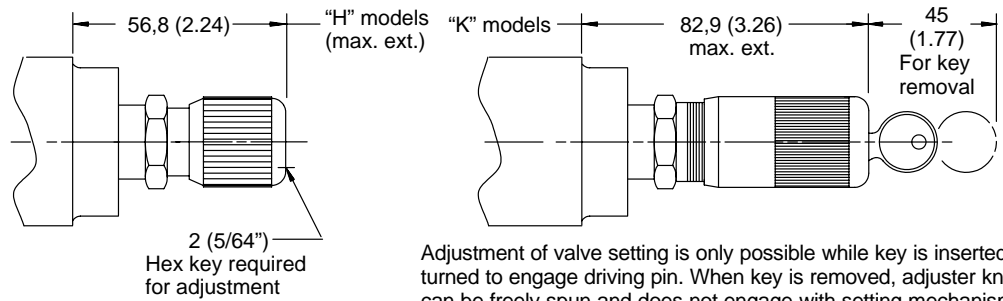 56,8 (2.24)
“H” models
(max. ext.)
2 (5/64”)
Hex key required
for adjustment
“K” models
82,9 (3.26)
max. ext.
45
(1.77)
For key
removal
Adjustment of valve setting is only possible while key is inserted
turned to engage driving pin. When key is removed, adjuster kn
can be freely spun and does not engage with setting mechanism